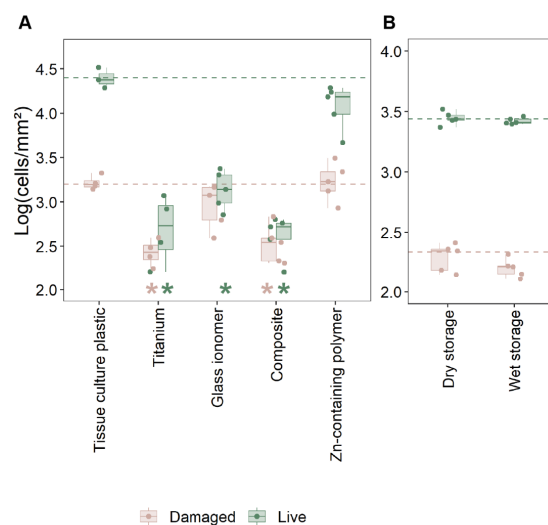 A
B
Log(cells/mm²)
4.5
4.0
3.5
3.0
2.5
2.0
* * * * *
Tissue culture plastic
Titanium
Glass ionomer
Composite
Zn-containing polymer
4.0
3.5
3.0
2.5
2.0
Dry storage
Wet storage
Damaged Live